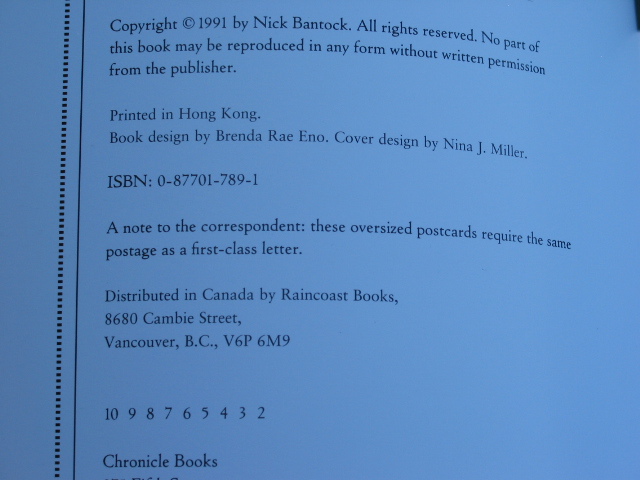 Copyright © 1991 by Nick Bantock. All rights reserved. No part of
this book may be reproduced in any form without written permission
from the publisher.
Printed in Hong Kong.
Book design by Brenda Rae Eno. Cover design by Nina J. Miller.
ISBN: 0-87701-789-1
A note to the correspondent: these oversized postcards require the same
postage as a first-class letter.
Distributed in Canada by Raincoast Books,
8680 Cambie Street,
Vancouver, B.C., V6P 6M9
10 9 8 7 6 5 4 3 2
Chronicle Books